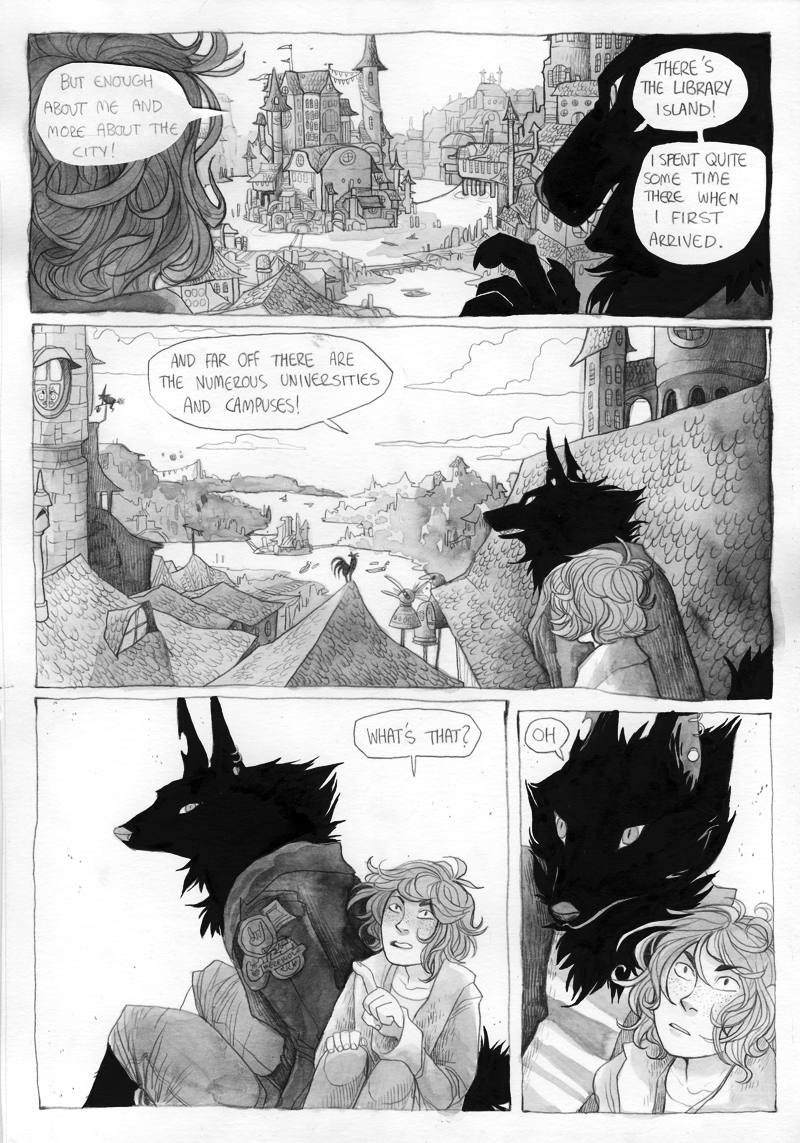 BUT ENOUGH
ABOUT ME AND
MORE ABOUT THE
CITY!
THERE'S
THE LIBRARY
ISLAND!
I SPENT QUITE
SOME TIME
THERE WHEN
I FIRST
ARRIVED.
AND FAR OFF THERE ARE
THE NUMEROUS UNIVERSITIES
AND CAMPUSES!
WHAT'S THAT?
OH